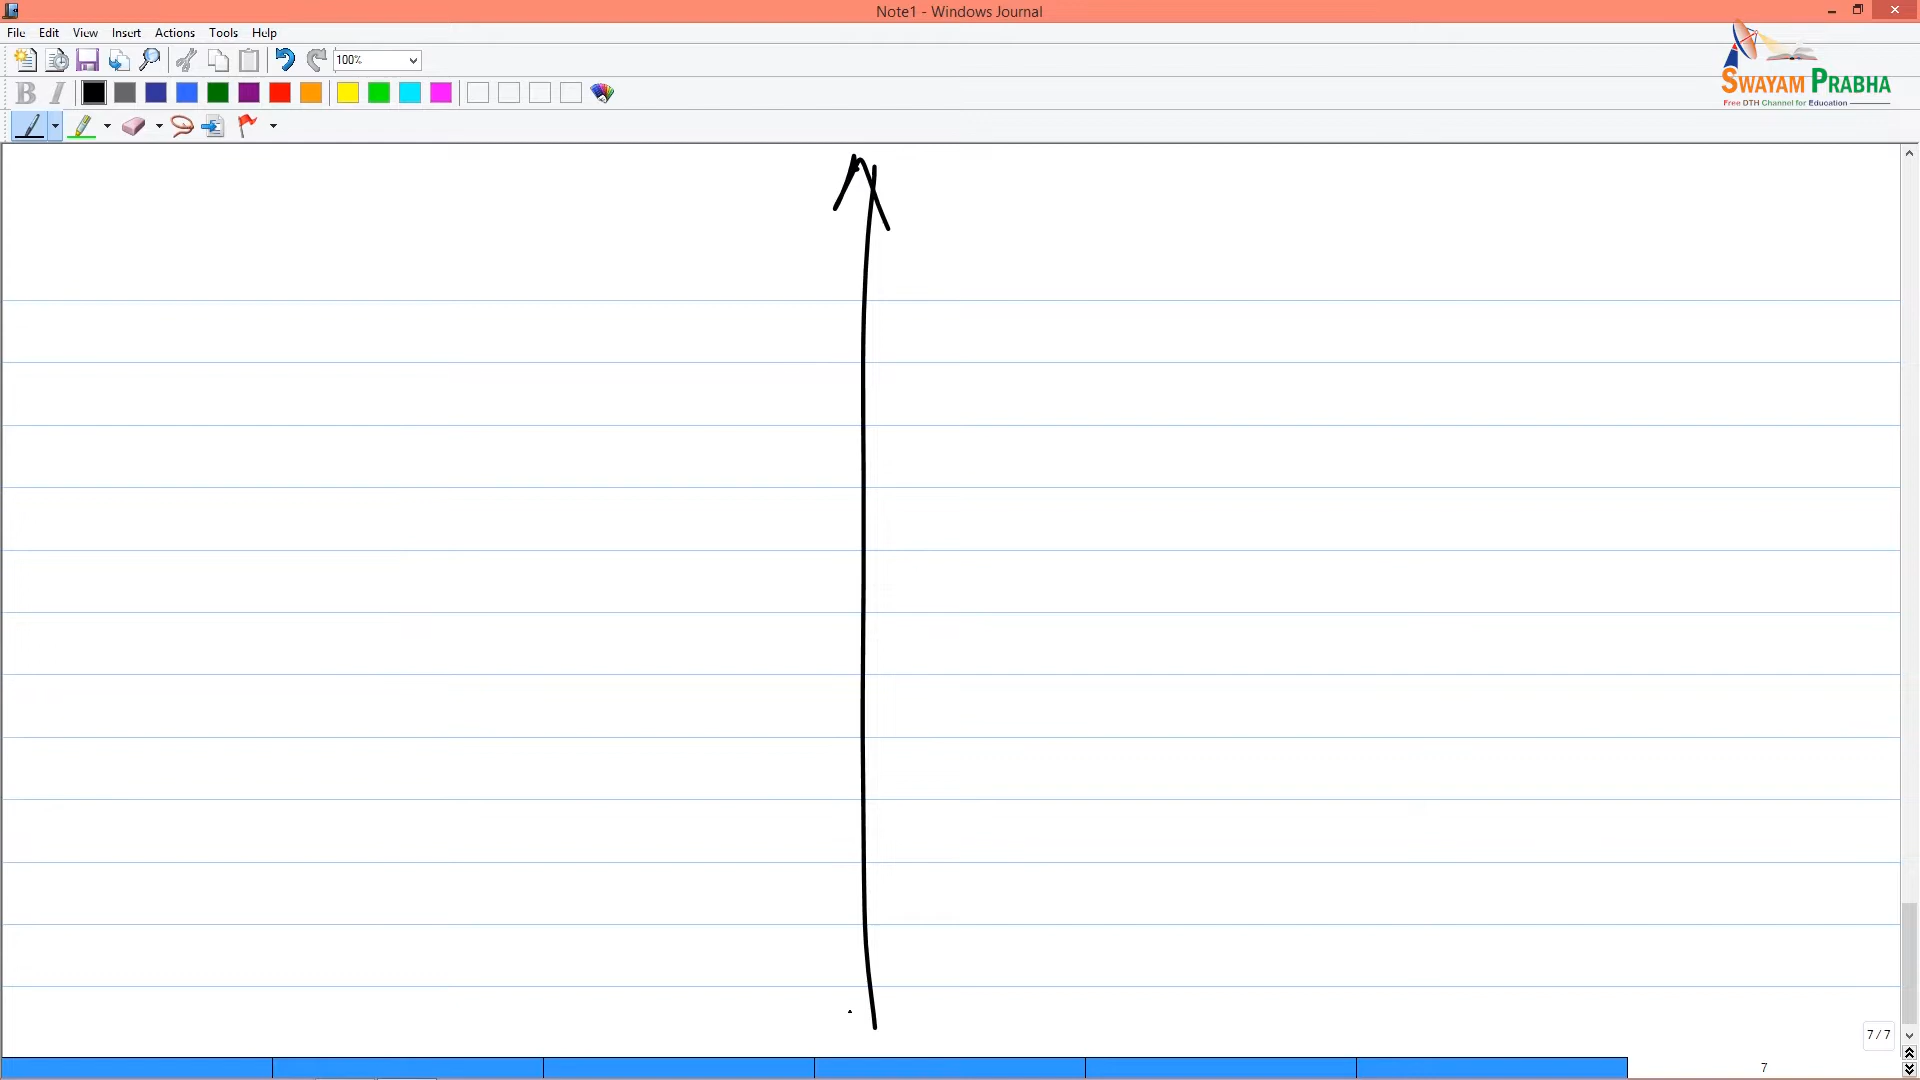 Note1 - Windows Journal
File Edit View Insert Actions Tools Help
100%
B I
SWAYAM PRABHA
Free DTH Channel for Education
7 / 7
7